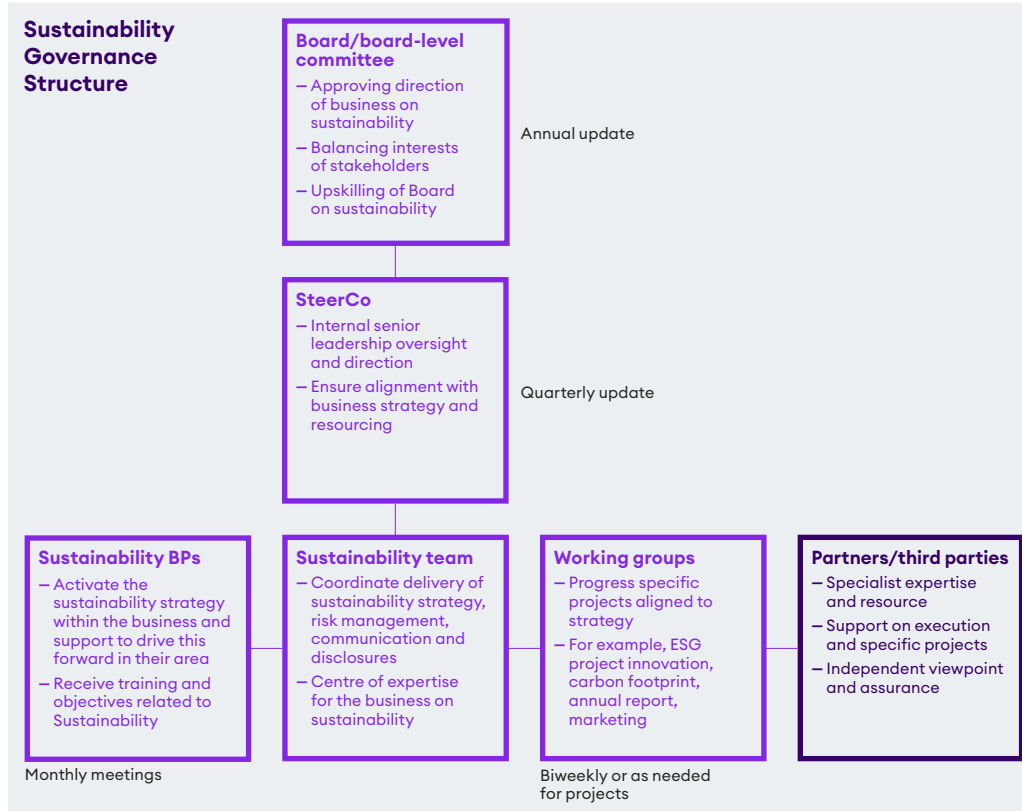 Sustainability
Governance
Structure
Board/board-level
committee
– Approving direction
of business on
sustainability
– Balancing interests
of stakeholders
– Upskilling of Board
on sustainability
Annual update
SteerCo
– Internal senior
leadership oversight
and direction
– Ensure alignment with
business strategy and
resourcing
Quarterly update
Sustainability BPs
– Activate the
sustainability strategy
within the business and
support to drive this
forward in their area
– Receive training and
objectives related to
Sustainability
Monthly meetings
Sustainability team
– Coordinate delivery of
sustainability strategy,
risk management,
communication and
disclosures
– Centre of expertise
for the business on
sustainability
Working groups
– Progress specific
projects aligned to
strategy
– For example, ESG
project innovation,
carbon footprint,
annual report,
marketing
Biweekly or as needed
for projects
Partners/third parties
– Specialist expertise
and resource
– Support on execution
and specific projects
– Independent viewpoint
and assurance